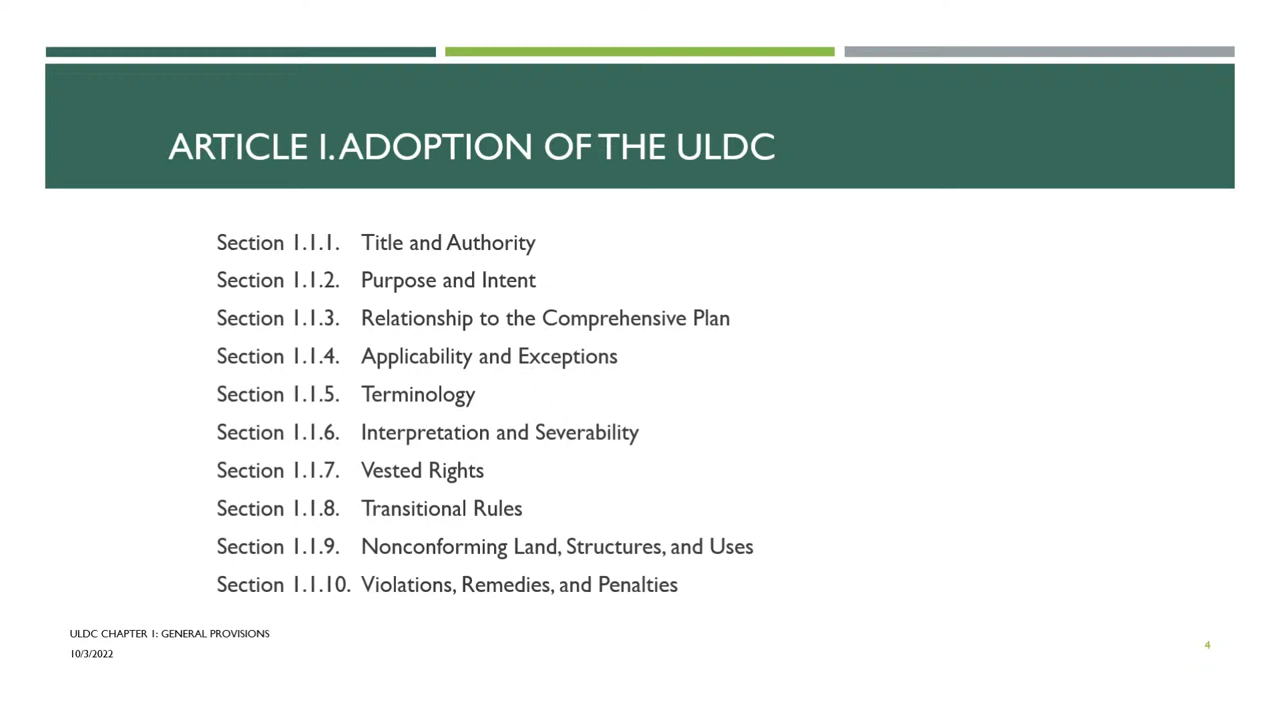 ARTICLE I. ADOPTION OF THE ULDC
Section 1.1.1. Title and Authority
Section 1.1.2. Purpose and Intent
Section 1.1.3. Relationship to the Comprehensive Plan
Section 1.1.4. Applicability and Exceptions
Section 1.1.5. Terminology
Section 1.1.6. Interpretation and Severability
Section 1.1.7. Vested Rights
Section 1.1.8. Transitional Rules
Section 1.1.9. Nonconforming Land, Structures, and Uses
Section 1.1.10. Violations, Remedies, and Penalties
ULDC CHAPTER 1: GENERAL PROVISIONS
10/3/2022
4